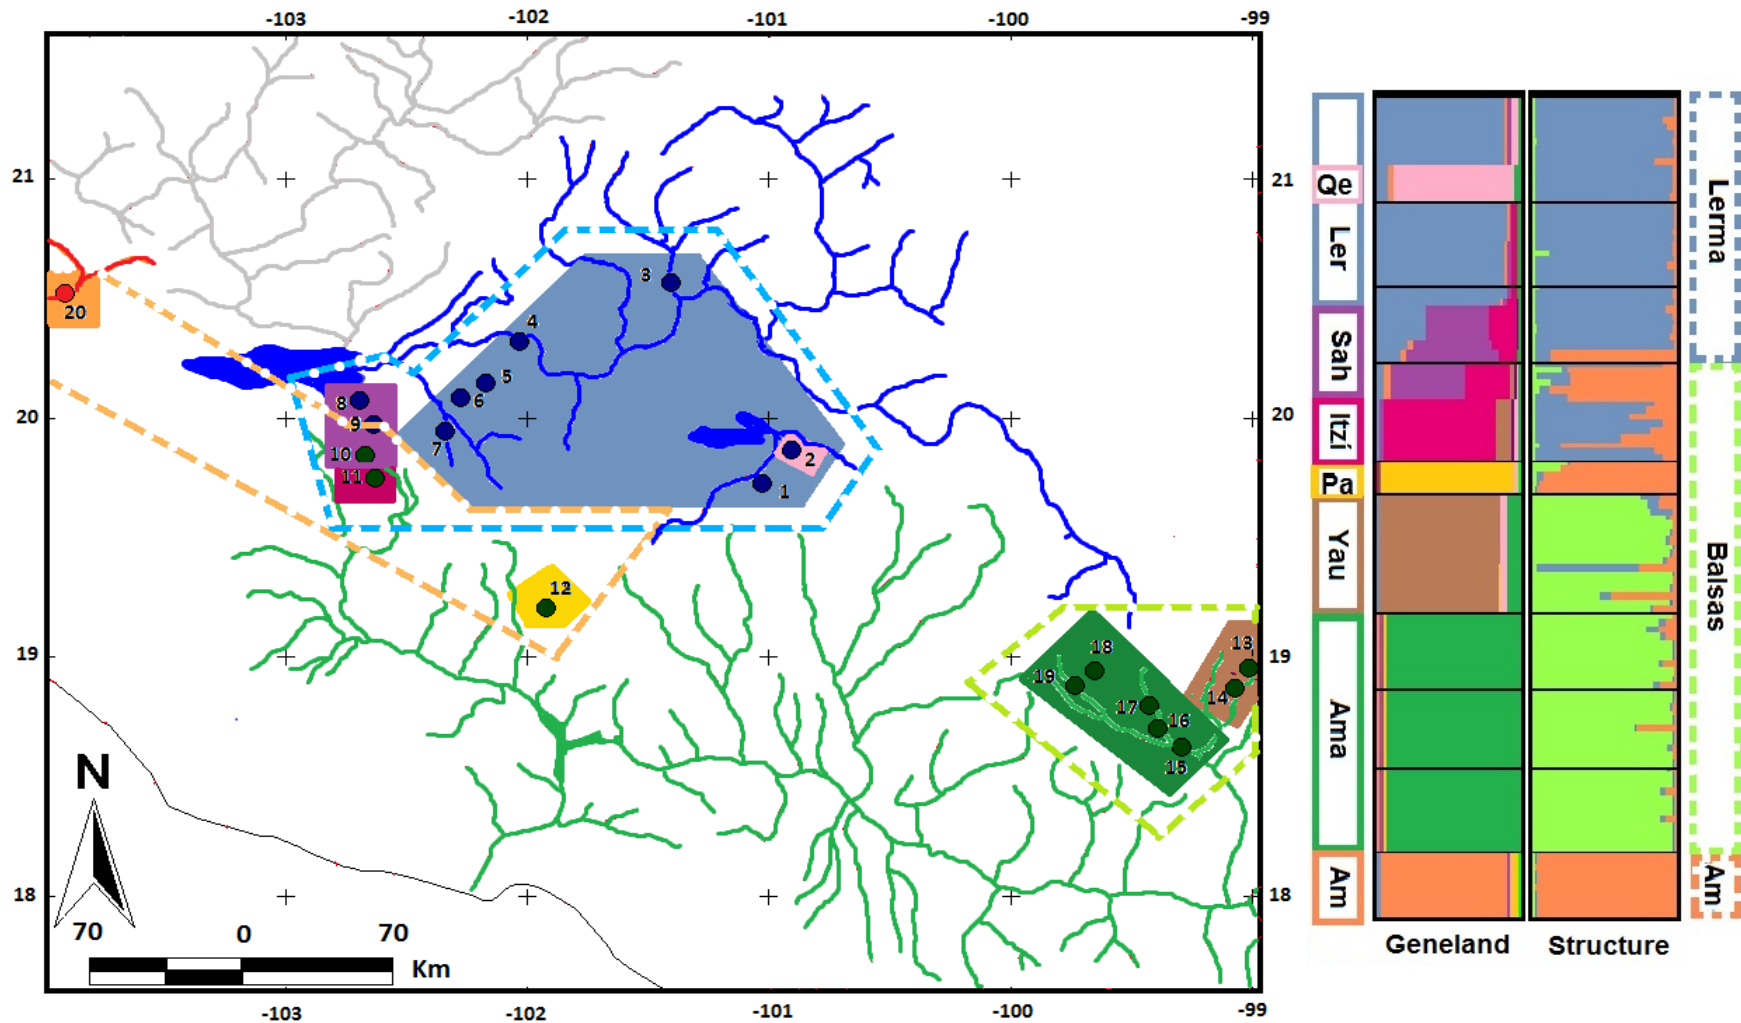 -103 -102 -101 -100 -99
21 21
20 20
19 19
18 18
3
20
4
5
6
8
9
7
10
2
11
1
12
18
13
19
14
17
16
15
N
70 0 70
Km
-103 -102 -101 -100 -99
Qe
Ler
Sah
Itzí
Pa
Yau
Ama
Am
Lerma
Balsas
Am
Geneland Structure